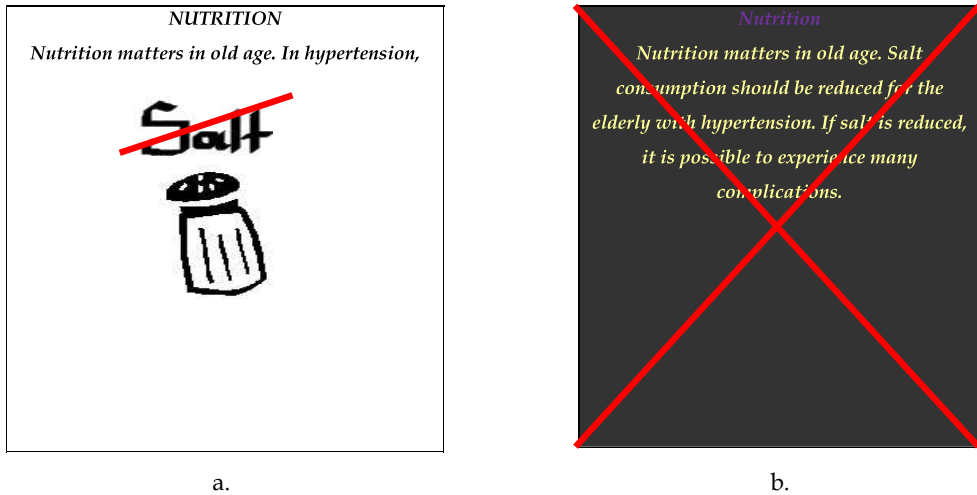 NUTRITION
Nutrition matters in old age. In hypertension,
Salt
a.
Nutrition
Nutrition matters in old age. Salt
consumption should be reduced for the
elderly with hypertension. If salt is reduced,
it is possible to experience many
complications.
b.